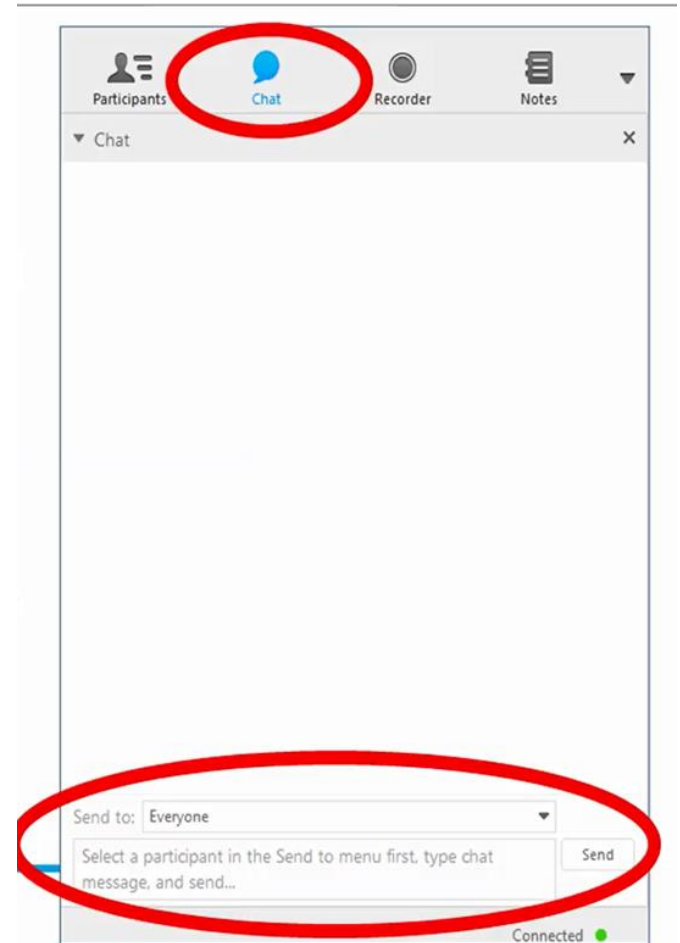 Participants Chat Recorder Notes
Chat
Send to: Everyone
Select a participant in the Send to menu first, type chat Send
message, and send...
Connected